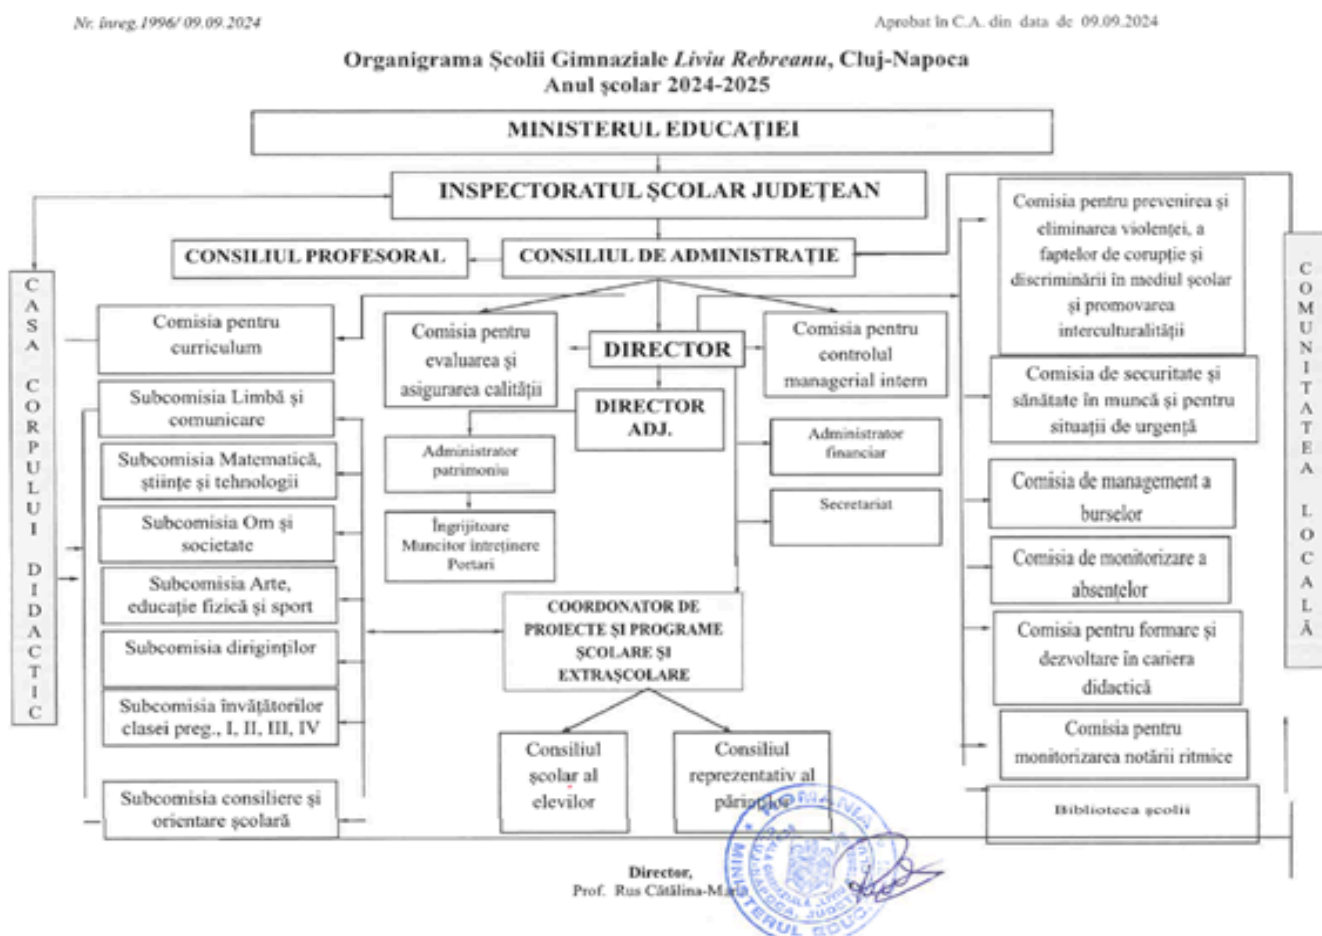 Nr. înreg.1996/ 09.09.2024
Aprobat în C.A. din data de 09.09.2024
Organigrama Școlii Gimnaziale Liviu Rebreanu, Cluj-Napoca
Anul școlar 2024-2025
MINISTERUL EDUCAȚIEI
INSPECTORATUL ȘCOLAR JUDEȚEAN
CONSILIUL PROFESORAL
CONSILIUL DE ADMINISTRAȚIE
CASA CORPULUI DIDACTIC
Comisia pentru
curriculum
Subcomisia Limbă și
comunicare
Subcomisia Matematică,
științe și tehnologii
Subcomisia Om și
societate
Subcomisia Arte,
educație fizică și sport
Subcomisia diriginților
Subcomisia învățătorilor
clasei preg., I, II, III, IV
Subcomisia consiliere și
orientare școlară
Comisia pentru
evaluarea și
asigurarea calității
DIRECTOR
Comisia pentru
controlul
managerial intern
DIRECTOR
ADJ.
Administrator
patrimoniu
Îngrijitoare
Muncitor întreținere
Portari
Administrator
financiar
Secretariat
COORDONATOR DE
PROIECTE ȘI PROGRAME
ȘCOLARE ȘI
EXTRAȘCOLARE
Consiliul
școlar al
elevilor
Consiliul
reprezentativ al
părinților
Comisia pentru prevenirea și
eliminarea violenței, a
faptelor de corupție și
discriminării în mediul școlar
și promovarea
interculturalității
Comisia de securitate și
sănătate în muncă și pentru
situații de urgență
Comisia de management a
burselor
Comisia de monitorizare a
absențelor
Comisia pentru formare și
dezvoltare în cariera
didactică
Comisia pentru
monitorizarea notării ritmice
Biblioteca școlii
COMUNITATEA LOCALĂ
Director,
Prof. Rus Cătălina-Maria
ROMANIA
MINISTERUL EDUC
CLUJ-NAPOCA, JUDEȚ